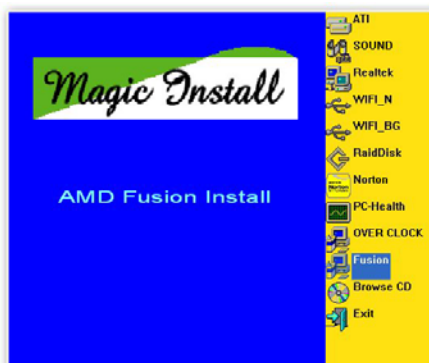 Magic Install
AMD Fusion Install
ATI
SOUND
Realtek
WIFI_N
WIFI_BG
RaidDisk
Norton
PC-Health
OVER CLOCK
Fusion
Browse CD
Exit